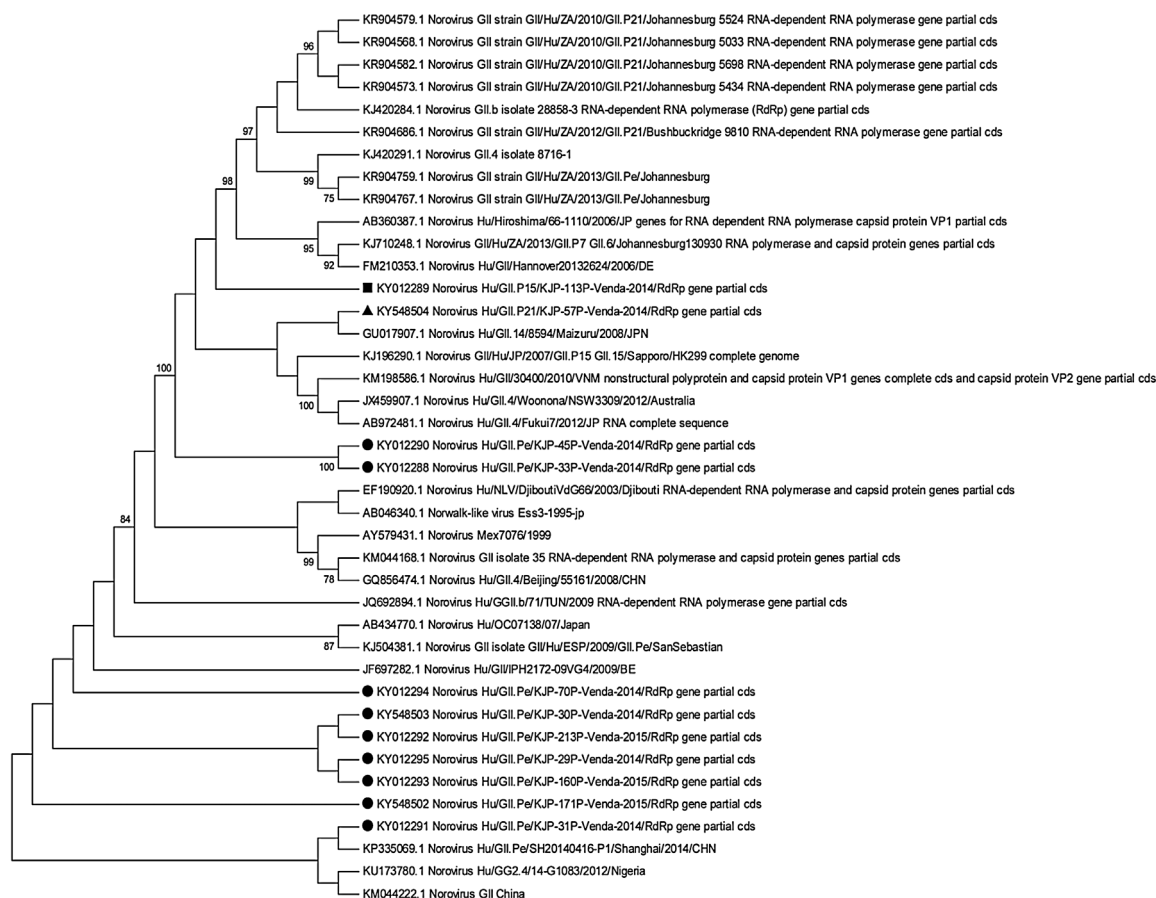 KR904579.1 Norovirus GII strain GII/Hu/ZA/2010/GII.P21/Johannesburg 5524 RNA-dependent RNA polymerase gene partial cds
KR904568.1 Norovirus GII strain GII/Hu/ZA/2010/GII.P21/Johannesburg 5033 RNA-dependent RNA polymerase gene partial cds
96
KR904582.1 Norovirus GII strain GII/Hu/ZA/2010/GII.P21/Johannesburg 5698 RNA-dependent RNA polymerase gene partial cds
KR904573.1 Norovirus GII strain GII/Hu/ZA/2010/GII.P21/Johannesburg 5434 RNA-dependent RNA polymerase gene partial cds
KJ420284.1 Norovirus GII.b isolate 28858-3 RNA-dependent RNA polymerase (RdRp) gene partial cds
97
KR904686.1 Norovirus GII strain GII/Hu/ZA/2012/GII.P21/Bushbuckridge 9810 RNA-dependent RNA polymerase gene partial cds
KJ420291.1 Norovirus GII.4 isolate 8716-1
99
KR904759.1 Norovirus GII strain GII/Hu/ZA/2013/GII.Pe/Johannesburg
98
75
KR904767.1 Norovirus GII strain GII/Hu/ZA/2013/GII.Pe/Johannesburg
AB360387.1 Norovirus Hu/Hiroshima/66-1110/2006/JP genes for RNA dependent RNA polymerase capsid protein VP1 partial cds
95
KJ710248.1 Norovirus GII/Hu/ZA/2013/GII.P7 GII.6/Johannesburg130930 RNA polymerase and capsid protein genes partial cds
92
FM210353.1 Norovirus Hu/GII/Hannover20132624/2006/DE
KY012289 Norovirus Hu/GII.P15/KJP-113P-Venda-2014/RdRp gene partial cds
KY548504 Norovirus Hu/GII.P21/KJP-57P-Venda-2014/RdRp gene partial cds
GU017907.1 Norovirus Hu/GII.14/8594/Maizuru/2008/JPN
KJ196290.1 Norovirus GII/Hu/JP/2007/GII.P15 GII.15/Sapporo/HK299 complete genome
100
KM198586.1 Norovirus Hu/GII/30400/2010/VNM nonstructural polyprotein and capsid protein VP1 genes complete cds and capsid protein VP2 gene partial cds
100
JX459907.1 Norovirus Hu/GII.4/Woonona/NSW3309/2012/Australia
AB972481.1 Norovirus Hu/GII.4/Fukui7/2012/JP RNA complete sequence
KY012290 Norovirus Hu/GII.Pe/KJP-45P-Venda-2014/RdRp gene partial cds
100
KY012288 Norovirus Hu/GII.Pe/KJP-33P-Venda-2014/RdRp gene partial cds
EF190920.1 Norovirus Hu/NLV/DjiboutiVdG66/2003/Djibouti RNA-dependent RNA polymerase and capsid protein genes partial cds
AB046340.1 Norwalk-like virus Ess3-1995-jp
84
AY579431.1 Norovirus Mex7076/1999
99
KM044168.1 Norovirus GII isolate 35 RNA-dependent RNA polymerase and capsid protein genes partial cds
78
GQ856474.1 Norovirus Hu/GII.4/Beijing/55161/2008/CHN
JQ692894.1 Norovirus Hu/GGII.b/71/TUN/2009 RNA-dependent RNA polymerase gene partial cds
AB434770.1 Norovirus Hu/OC07138/07/Japan
87
KJ504381.1 Norovirus GII isolate GII/Hu/ESP/2009/GII.Pe/SanSebastian
JF697282.1 Norovirus Hu/GII/IPH2172-09VG4/2009/BE
KY012294 Norovirus Hu/GII.Pe/KJP-70P-Venda-2014/RdRp gene partial cds
KY548503 Norovirus Hu/GII.Pe/KJP-30P-Venda-2014/RdRp gene partial cds
KY012292 Norovirus Hu/GII.Pe/KJP-213P-Venda-2015/RdRp gene partial cds
KY012295 Norovirus Hu/GII.Pe/KJP-29P-Venda-2014/RdRp gene partial cds
KY012293 Norovirus Hu/GII.Pe/KJP-160P-Venda-2015/RdRp gene partial cds
KY548502 Norovirus Hu/GII.Pe/KJP-171P-Venda-2015/RdRp gene partial cds
KY012291 Norovirus Hu/GII.Pe/KJP-31P-Venda-2014/RdRp gene partial cds
KP335069.1 Norovirus Hu/GII.Pe/SH20140416-P1/Shanghai/2014/CHN
KU173780.1 Norovirus Hu/GG2.4/14-G1083/2012/Nigeria
KM044222.1 Norovirus GII China